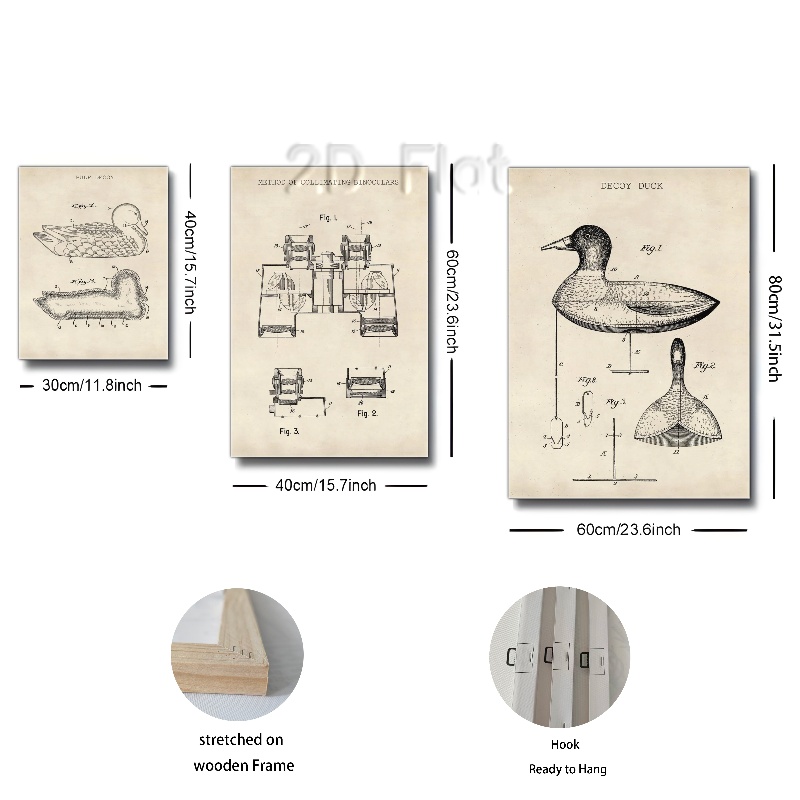 2D Flat
DECOY
METHOD OF COLLIMATING BINOCULARS
DECOY DUCK
Fig. 1.
Fig. 3.
Fig. 2.
Fig.1
Fig.2.
Fig.3.
40cm/15.7inch
30cm/11.8inch
60cm/23.6inch
40cm/15.7inch
80cm/31.5inch
60cm/23.6inch
stretched on
wooden Frame
Hook
Ready to Hang